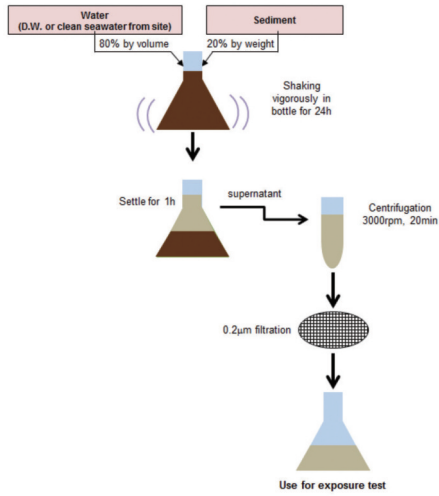 Water
(D.W. or clean seawater from site)
Sediment
80% by volume
20% by weight
Shaking
vigorously in
bottle for 24h
Settle for 1h
supernatant
Centrifugation
3000rpm, 20min
0.2μm filtration
Use for exposure test